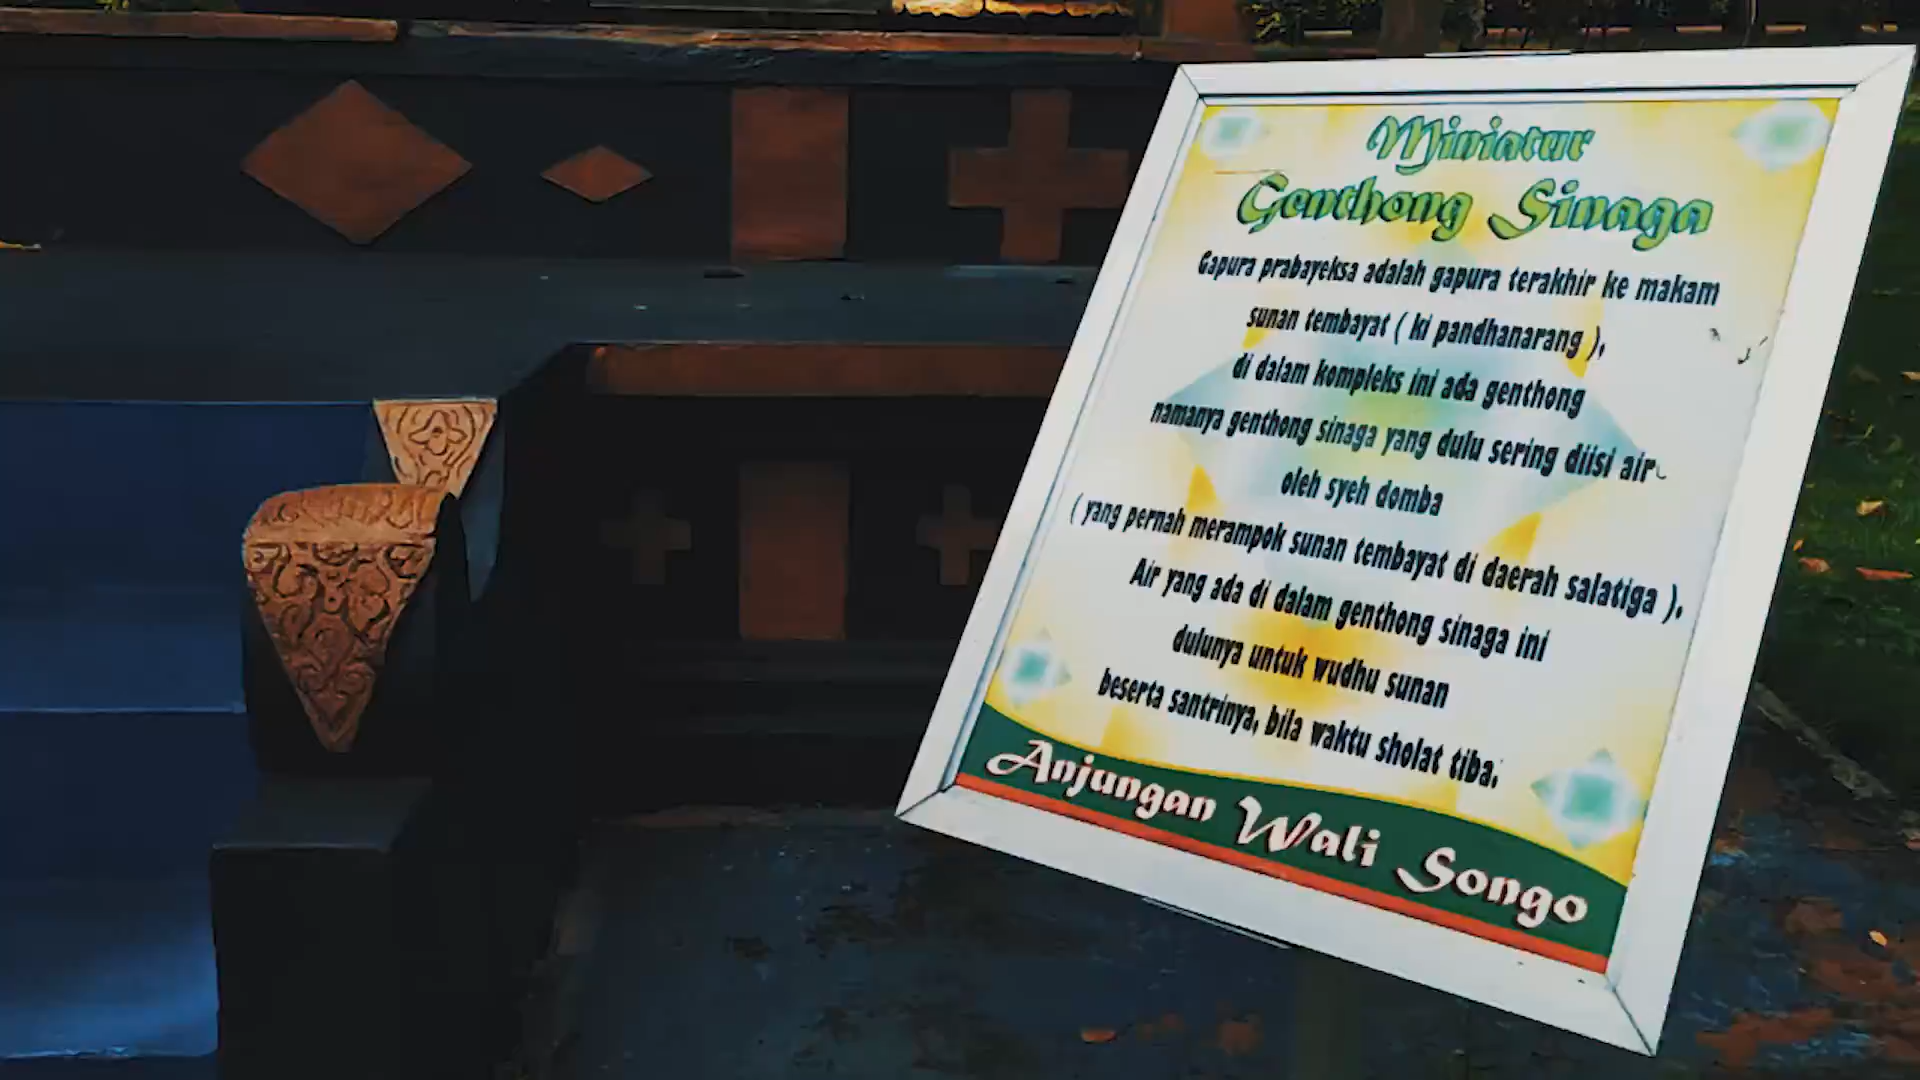 Miniatur
Genthong Sinaga
Gapura prabayeksa adalah gapura terakhir ke makam
sunan tembayat ( ki pandhanarang ),
di dalam kompleks ini ada genthong
namanya genthong sinaga yang dulu sering diisi air
oleh syeh domba
( yang pernah merampok sunan tembayat di daerah salatiga ).
Air yang ada di dalam genthong sinaga ini
dulunya untuk wudhu sunan
beserta santrinya, bila waktu sholat tiba.
Anjungan Wali Songo